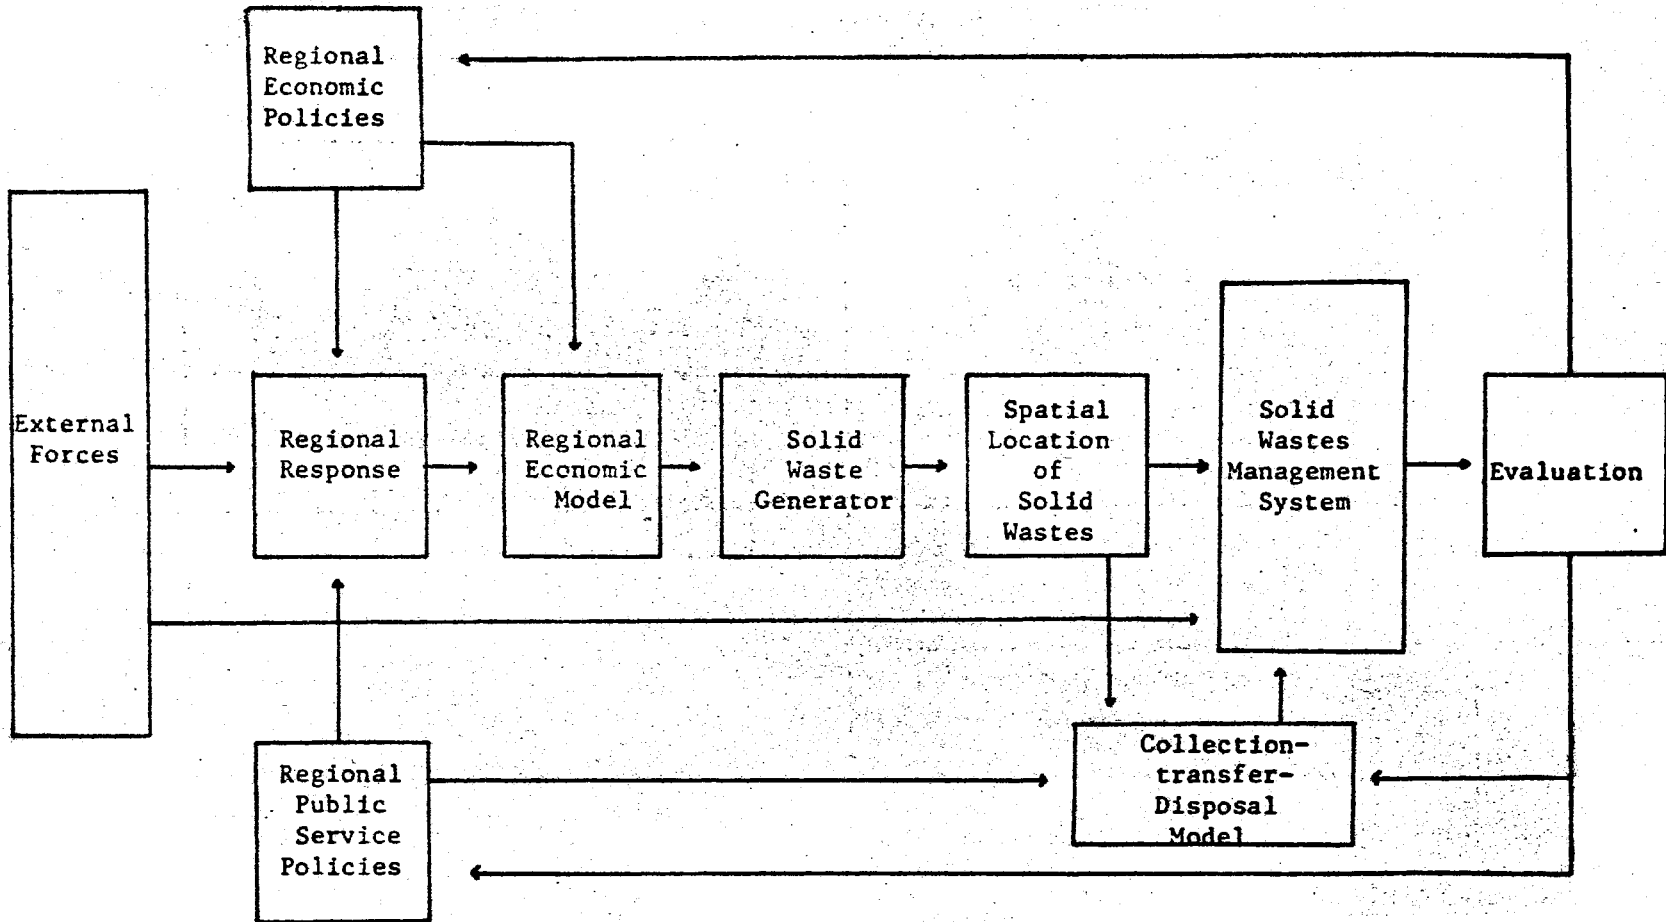 Regional
Economic
Policies
External
Forces
Regional
Response
Regional
Economic
Model
Solid
Waste
Generator
Spatial
Location
of
Solid
Wastes
Solid
Wastes
Management
System
Evaluation
Regional
Public
Service
Policies
Collection-
transfer-
Disposal
Model